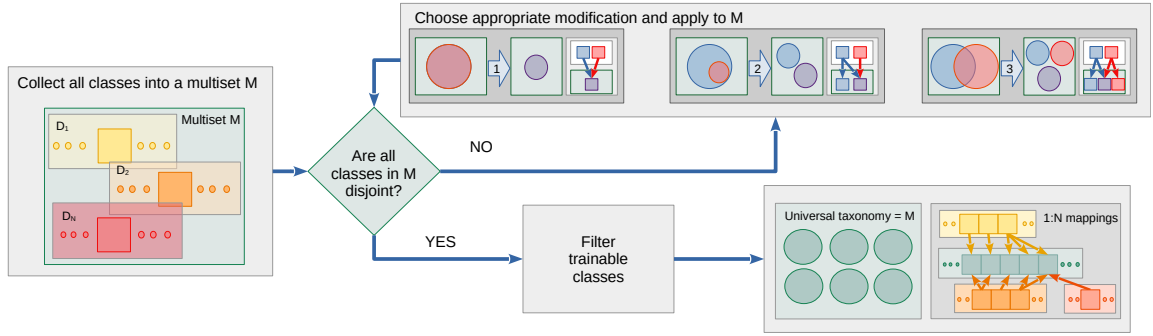 Choose appropriate modification and apply to M
1
2
3
Collect all classes into a multiset M
Multiset M
D1
D2
DN
Are all
classes in M
disjoint?
NO
YES
Filter
trainable
classes
Universal taxonomy = M
1:N mappings